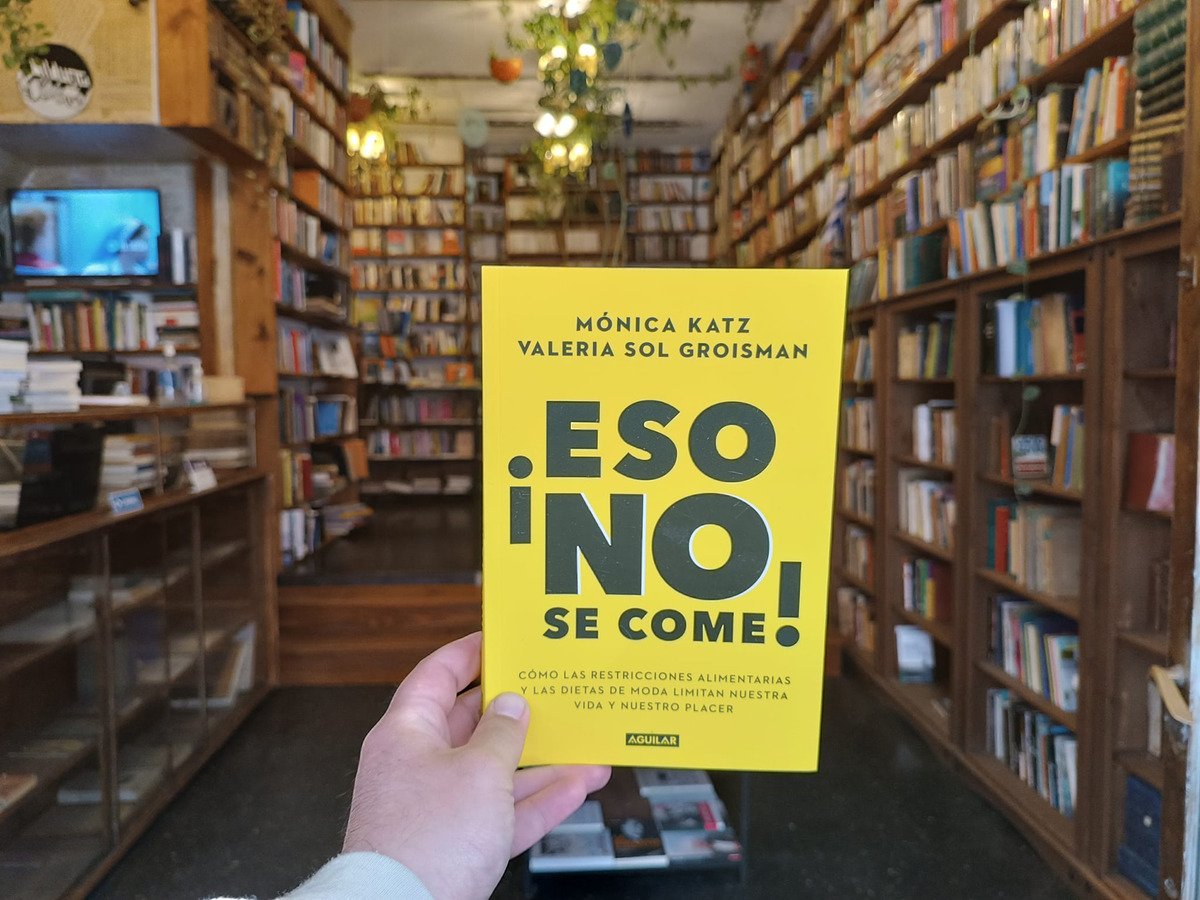 MÓNICA KATZ
VALERIA SOL GROISMAN
¡ESO
NO
SE COME!
CÓMO LAS RESTRICCIONES ALIMENTARIAS
Y LAS DIETAS DE MODA LIMITAN NUESTRA
VIDA Y NUESTRO PLACER
AGUILAR